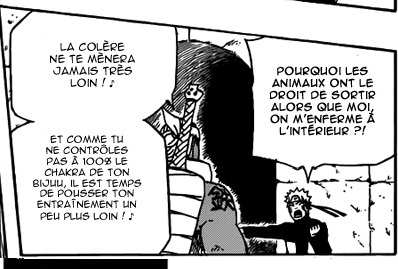 LA COLÈRE
NE TE MÈNERA
JAMAIS TRÈS
LOIN ! ♪
ET COMME TU
NE CONTRÔLES
PAS À 100% LE
CHAKRA DE TON
BIJUU, IL EST TEMPS
DE POUSSER TON
ENTRAÎNEMENT UN
PEU PLUS LOIN ! ♪
POURQUOI LES
ANIMAUX ONT LE
DROIT DE SORTIR
ALORS QUE MOI,
ON M'ENFERME À
L'INTÉRIEUR ?!
鉄